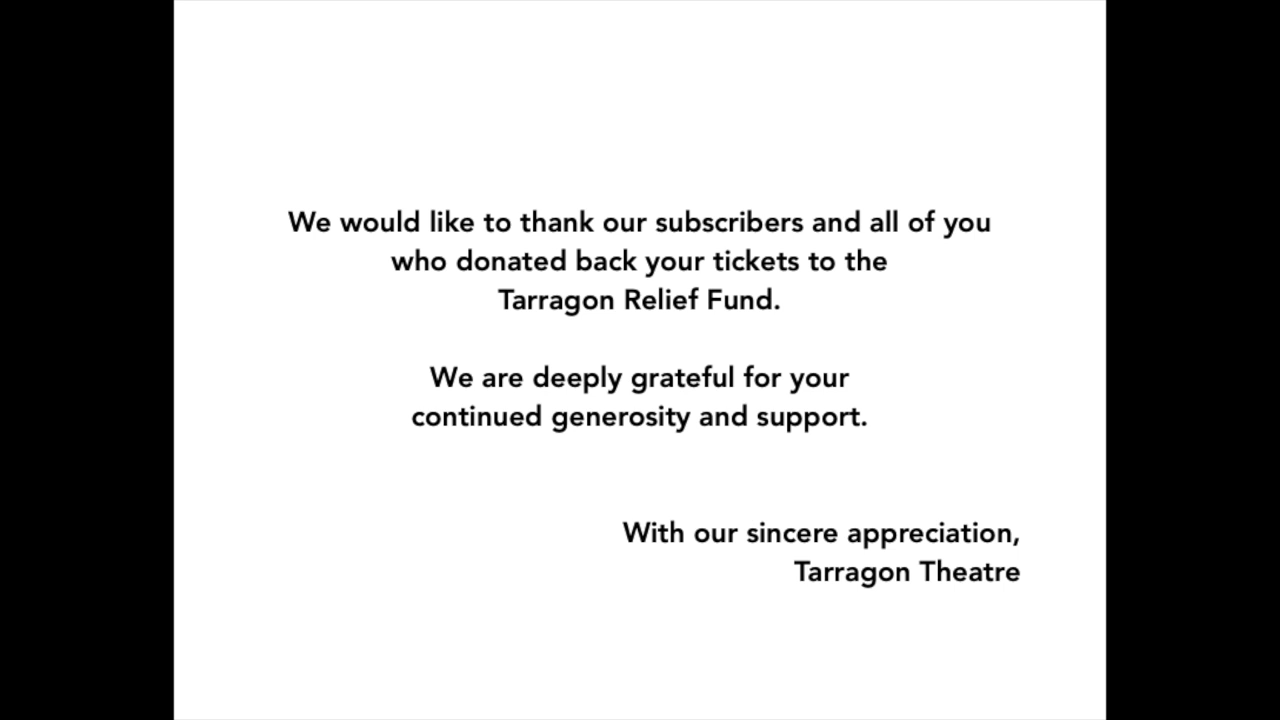 We would like to thank our subscribers and all of you
who donated back your tickets to the
Tarragon Relief Fund.
We are deeply grateful for your
continued generosity and support.
With our sincere appreciation,
Tarragon Theatre